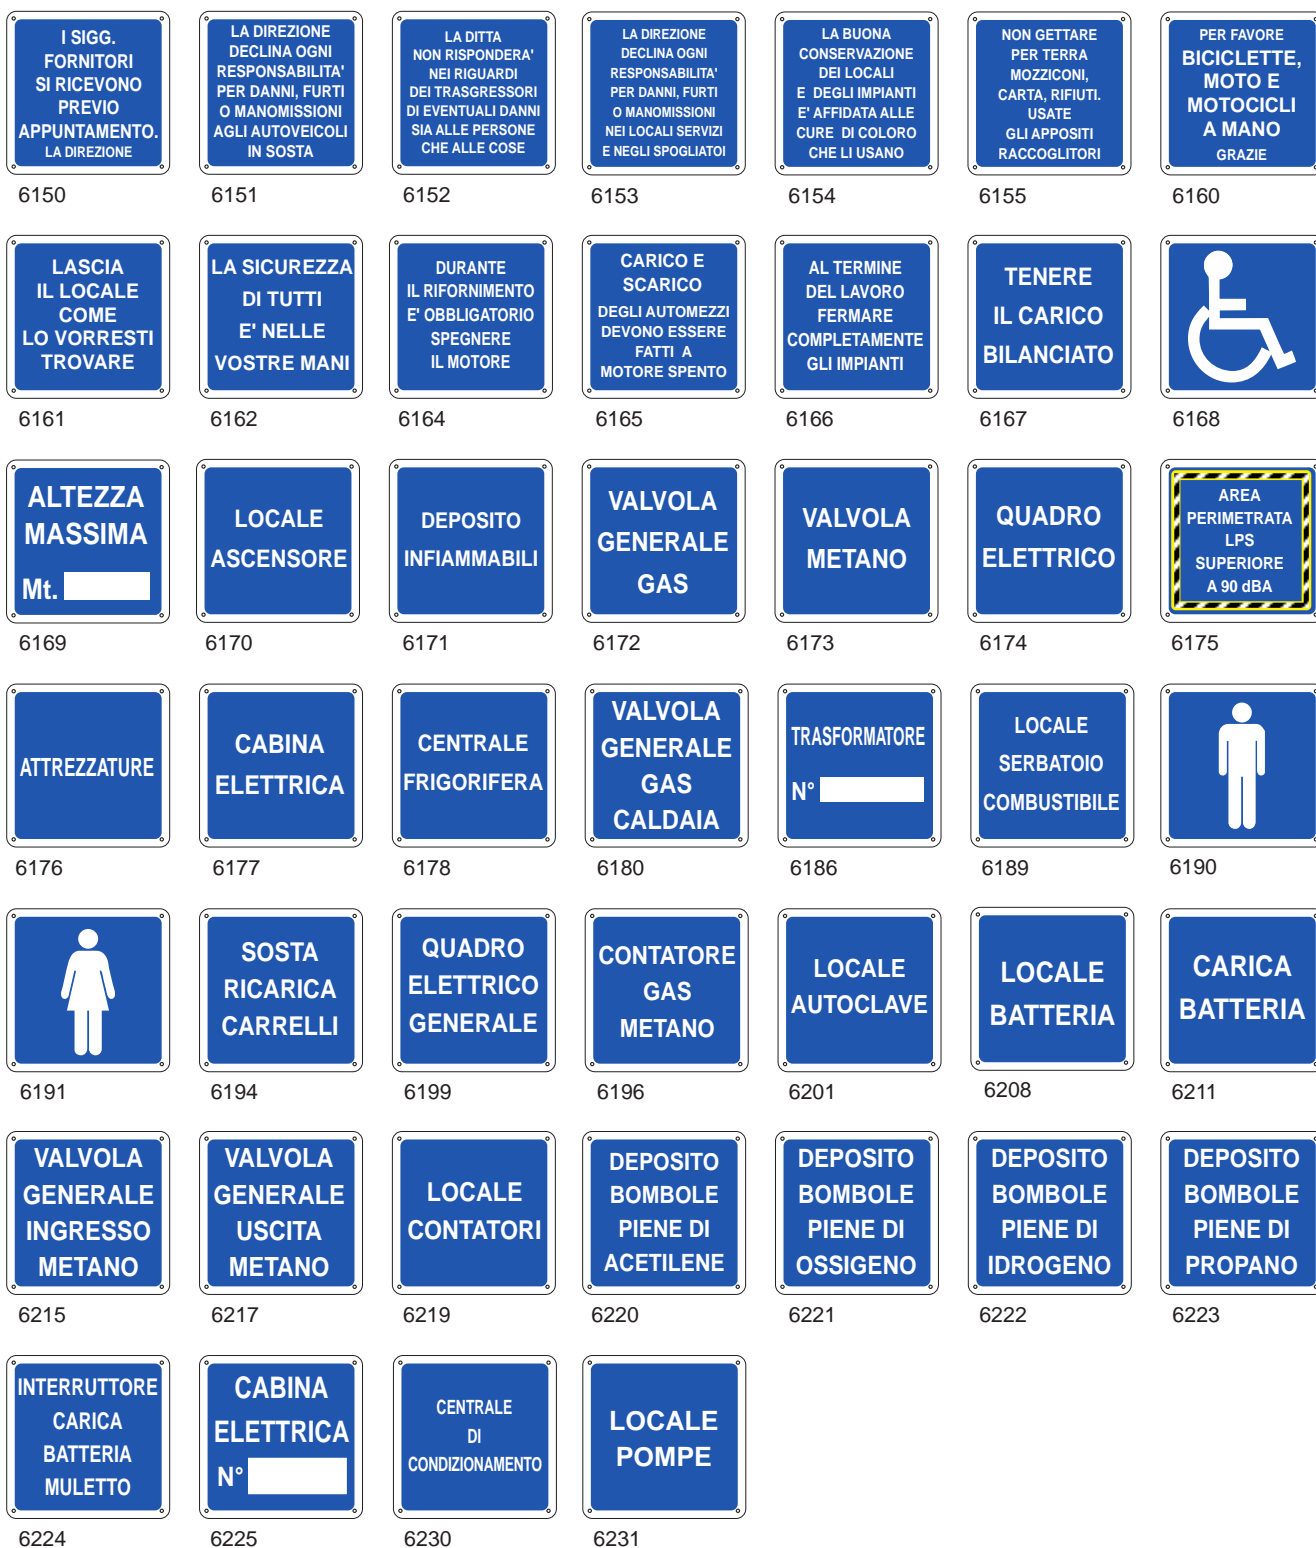 I SIGG.
FORNITORI
SI RICEVONO
PREVIO
APPUNTAMENTO.
LA DIREZIONE
6150
LA DIREZIONE
DECLINA OGNI
RESPONSABILITA'
PER DANNI, FURTI
O MANOMISSIONI
AGLI AUTOVEICOLI
IN SOSTA
6151
LA DITTA
NON RISPONDERA'
NEI RIGUARDI
DEI TRASGRESSORI
DI EVENTUALI DANNI
SIA ALLE PERSONE
CHE ALLE COSE
6152
LA DIREZIONE
DECLINA OGNI
RESPONSABILITA'
PER DANNI, FURTI
O MANOMISSIONI
NEI LOCALI SERVIZI
E NEGLI SPOGLIATOI
6153
LA BUONA
CONSERVAZIONE
DEI LOCALI
E DEGLI IMPIANTI
E' AFFIDATA ALLE
CURE DI COLORO
CHE LI USANO
6154
NON GETTARE
PER TERRA
MOZZICONI,
CARTA, RIFIUTI.
USATE
GLI APPOSITI
RACCOGLITORI
6155
PER FAVORE
BICICLETTE,
MOTO E
MOTOCICLI
A MANO
GRAZIE
6160
LASCIA
IL LOCALE
COME
LO VORRESTI
TROVARE
6161
LA SICUREZZA
DI TUTTI
E' NELLE
VOSTRE MANI
6162
DURANTE
IL RIFORNIMENTO
E' OBBLIGATORIO
SPEGNERE
IL MOTORE
6164
CARICO E
SCARICO
DEGLI AUTOMEZZI
DEVONO ESSERE
FATTI A
MOTORE SPENTO
6165
AL TERMINE
DEL LAVORO
FERMARE
COMPLETAMENTE
GLI IMPIANTI
6166
TENERE
IL CARICO
BILANCIATO
6167
6168
ALTEZZA
MASSIMA
Mt.
6169
LOCALE
ASCENSORE
6170
DEPOSITO
INFIAMMABILI
6171
VALVOLA
GENERALE
GAS
6172
VALVOLA
METANO
6173
QUADRO
ELETTRICO
6174
AREA
PERIMETRATA
LPS
SUPERIORE
A 90 dBA
6175
ATTREZZATURE
6176
CABINA
ELETTRICA
6177
CENTRALE
FRIGORIFERA
6178
VALVOLA
GENERALE
GAS
CALDAIA
6180
TRASFORMATORE
N°
6186
LOCALE
SERBATOIO
COMBUSTIBILE
6189
6190
6191
SOSTA
RICARICA
CARRELLI
6194
QUADRO
ELETTRICO
GENERALE
6199
CONTATORE
GAS
METANO
6196
LOCALE
AUTOCLAVE
6201
LOCALE
BATTERIA
6208
CARICA
BATTERIA
6211
VALVOLA
GENERALE
INGRESSO
METANO
6215
VALVOLA
GENERALE
USCITA
METANO
6217
LOCALE
CONTATORI
6219
DEPOSITO
BOMBOLE
PIENE DI
ACETILENE
6220
DEPOSITO
BOMBOLE
PIENE DI
OSSIGENO
6221
DEPOSITO
BOMBOLE
PIENE DI
IDROGENO
6222
DEPOSITO
BOMBOLE
PIENE DI
PROPANO
6223
INTERRUTTORE
CARICA
BATTERIA
MULETTO
6224
CABINA
ELETTRICA
N°
6225
CENTRALE
DI
CONDIZIONAMENTO
6230
LOCALE
POMPE
6231